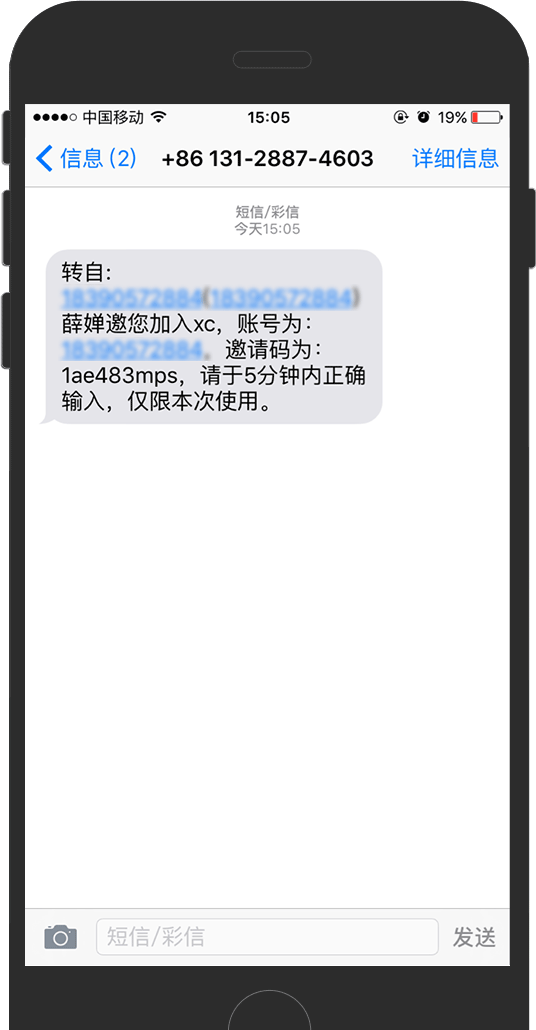 中国移动 15:05 19%
信息 (2) +86 131-2887-4603 详细信息
短信/彩信
今天15:05
转自:
薛婵邀您加入xc，账号为：
邀请码为：
1ae483mps，请于5分钟内正确
输入，仅限本次使用。
短信/彩信 发送